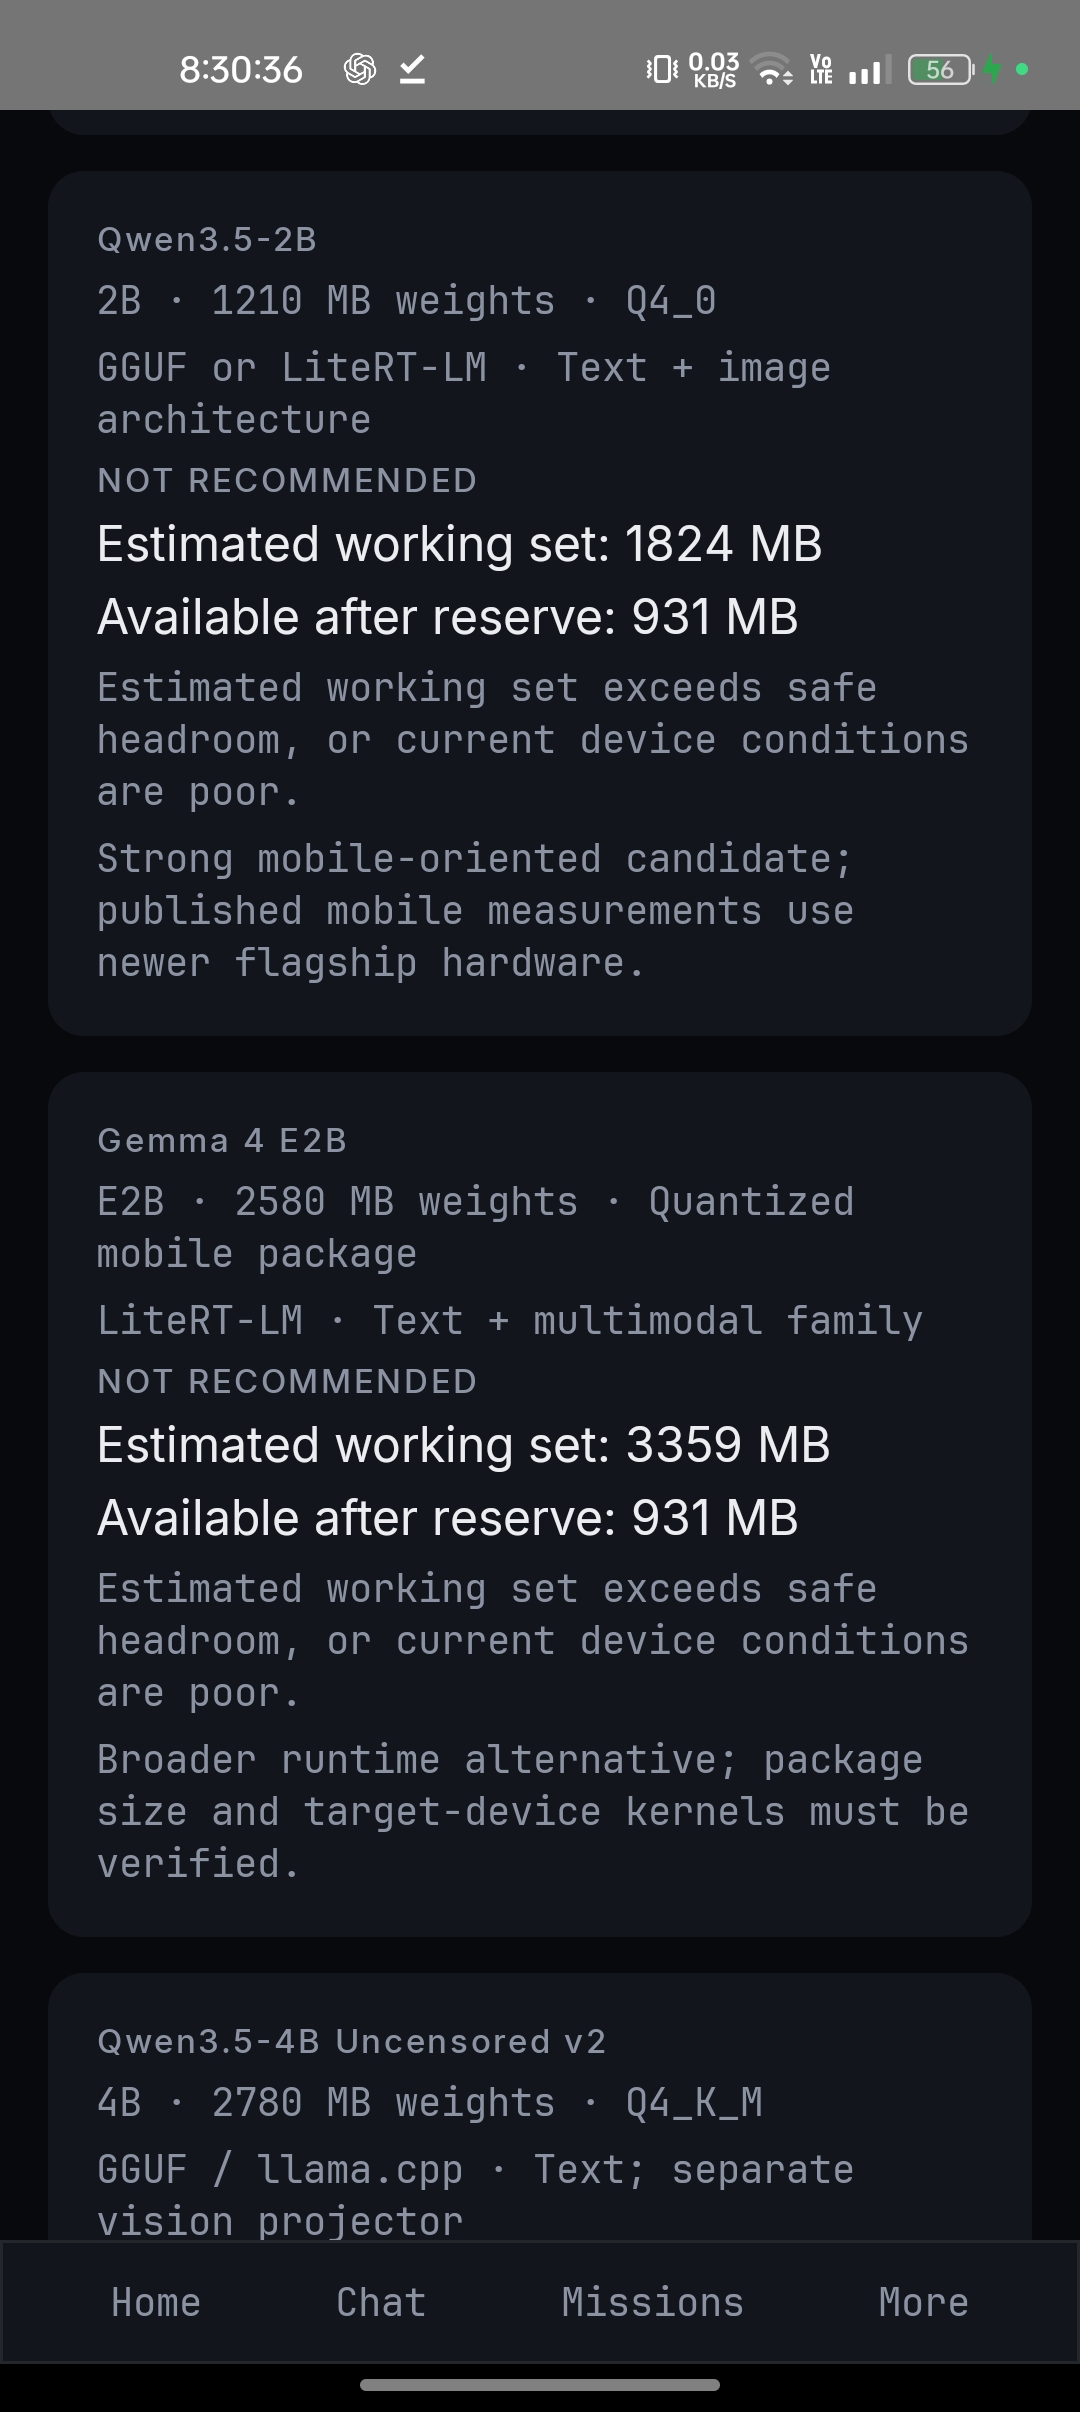 8:30:36
0.03
KB/S
Vo
LTE
56
Qwen3.5-2B
2B · 1210 MB weights · Q4_0
GGUF or LiteRT-LM · Text + image
architecture
NOT RECOMMENDED
Estimated working set: 1824 MB
Available after reserve: 931 MB
Estimated working set exceeds safe
headroom, or current device conditions
are poor.
Strong mobile-oriented candidate;
published mobile measurements use
newer flagship hardware.
Gemma 4 E2B
E2B · 2580 MB weights · Quantized
mobile package
LiteRT-LM · Text + multimodal family
NOT RECOMMENDED
Estimated working set: 3359 MB
Available after reserve: 931 MB
Estimated working set exceeds safe
headroom, or current device conditions
are poor.
Broader runtime alternative; package
size and target-device kernels must be
verified.
Qwen3.5-4B Uncensored v2
4B · 2780 MB weights · Q4_K_M
GGUF / llama.cpp · Text; separate
vision projector
Home
Chat
Missions
More